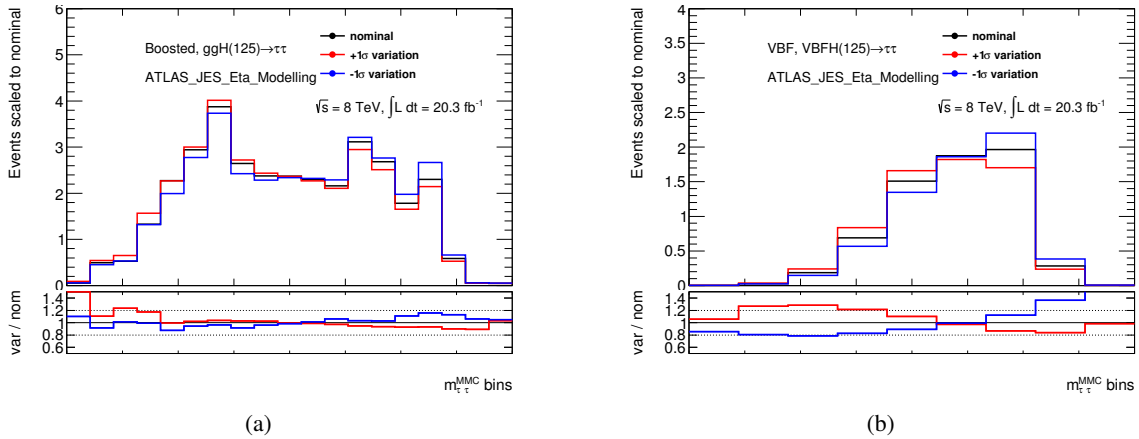 Events scaled to nominal
6
5
4
3
2
1
0
Boosted, ggH(125)→ττ
ATLAS_JES_Eta_Modelling
nominal
+1σ variation
-1σ variation
√s = 8 TeV, ∫L dt = 20.3 fb⁻¹
var / nom
1.4
1.2
1
0.8
0.6
m_ττ^MMC bins
(a)
Events scaled to nominal
4
3.5
3
2.5
2
1.5
1
0.5
0
VBF, VBFH(125)→ττ
ATLAS_JES_Eta_Modelling
nominal
+1σ variation
-1σ variation
√s = 8 TeV, ∫L dt = 20.3 fb⁻¹
var / nom
1.4
1.2
1
0.8
0.6
m_ττ^MMC bins
(b)